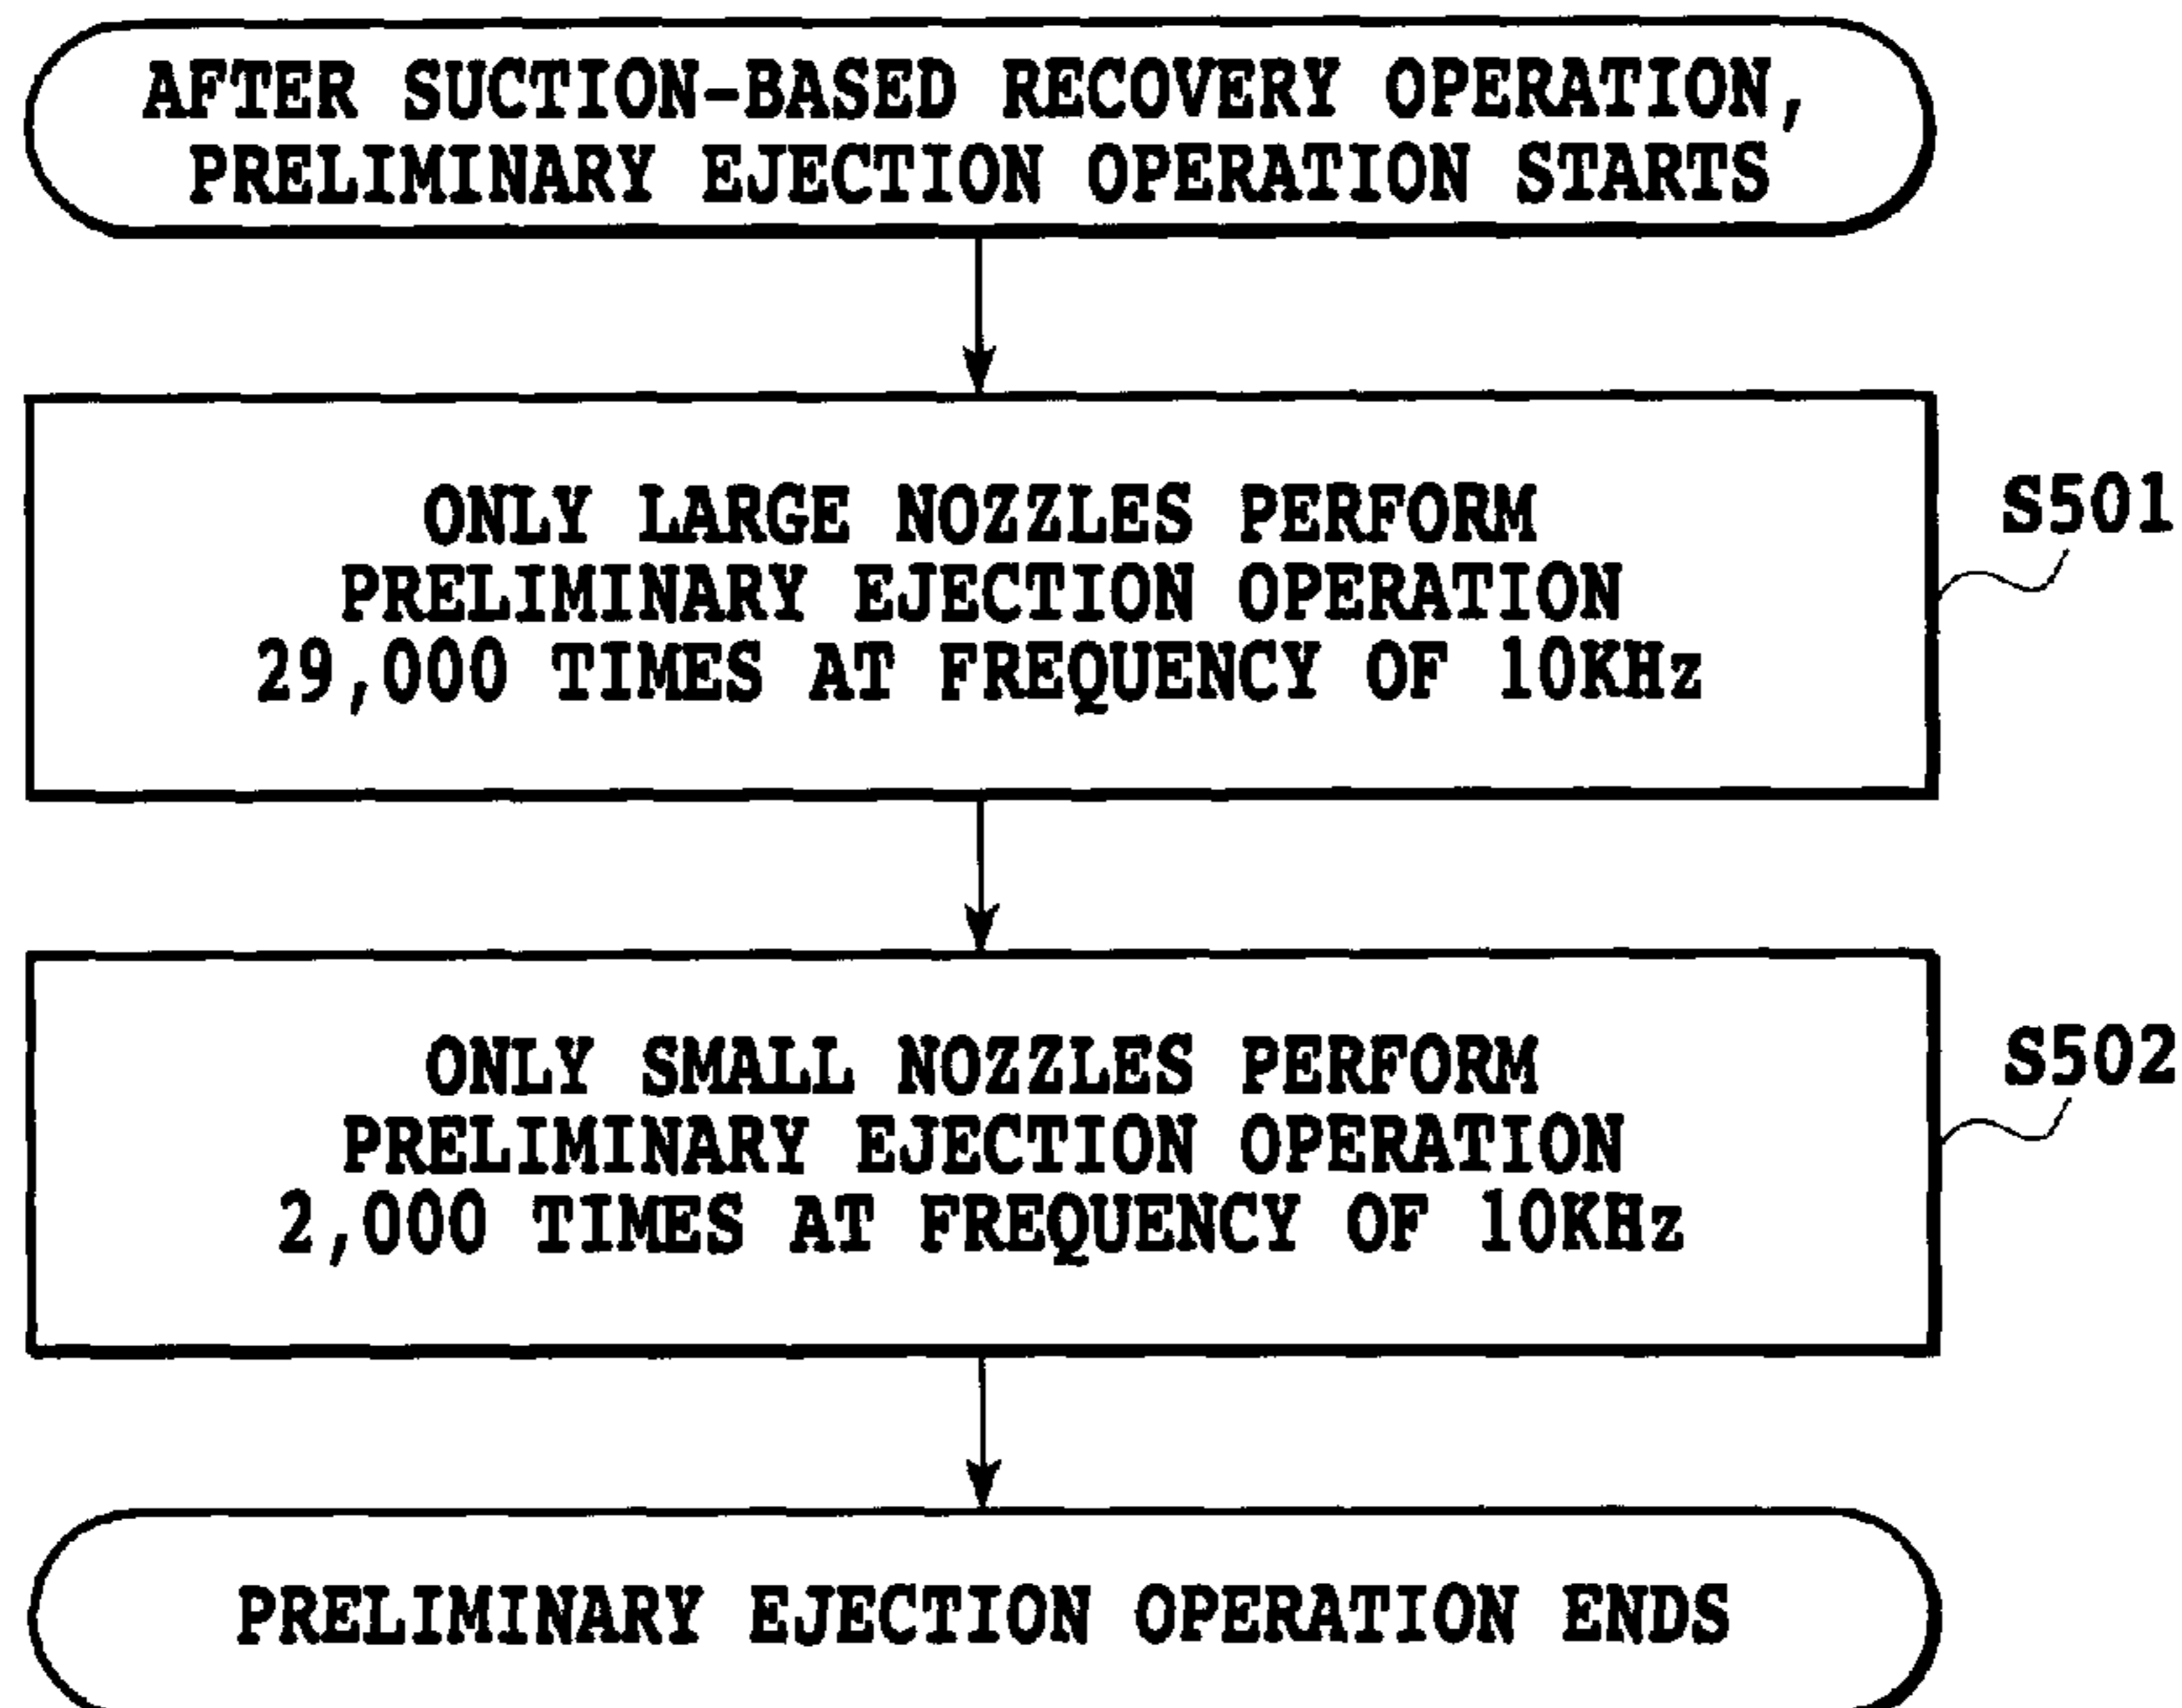 AFTER SUCTION-BASED RECOVERY OPERATION,
PRELIMINARY EJECTION OPERATION STARTS
ONLY LARGE NOZZLES PERFORM
PRELIMINARY EJECTION OPERATION
29,000 TIMES AT FREQUENCY OF 10KHz
S501
ONLY SMALL NOZZLES PERFORM
PRELIMINARY EJECTION OPERATION
2,000 TIMES AT FREQUENCY OF 10KHz
S502
PRELIMINARY EJECTION OPERATION ENDS